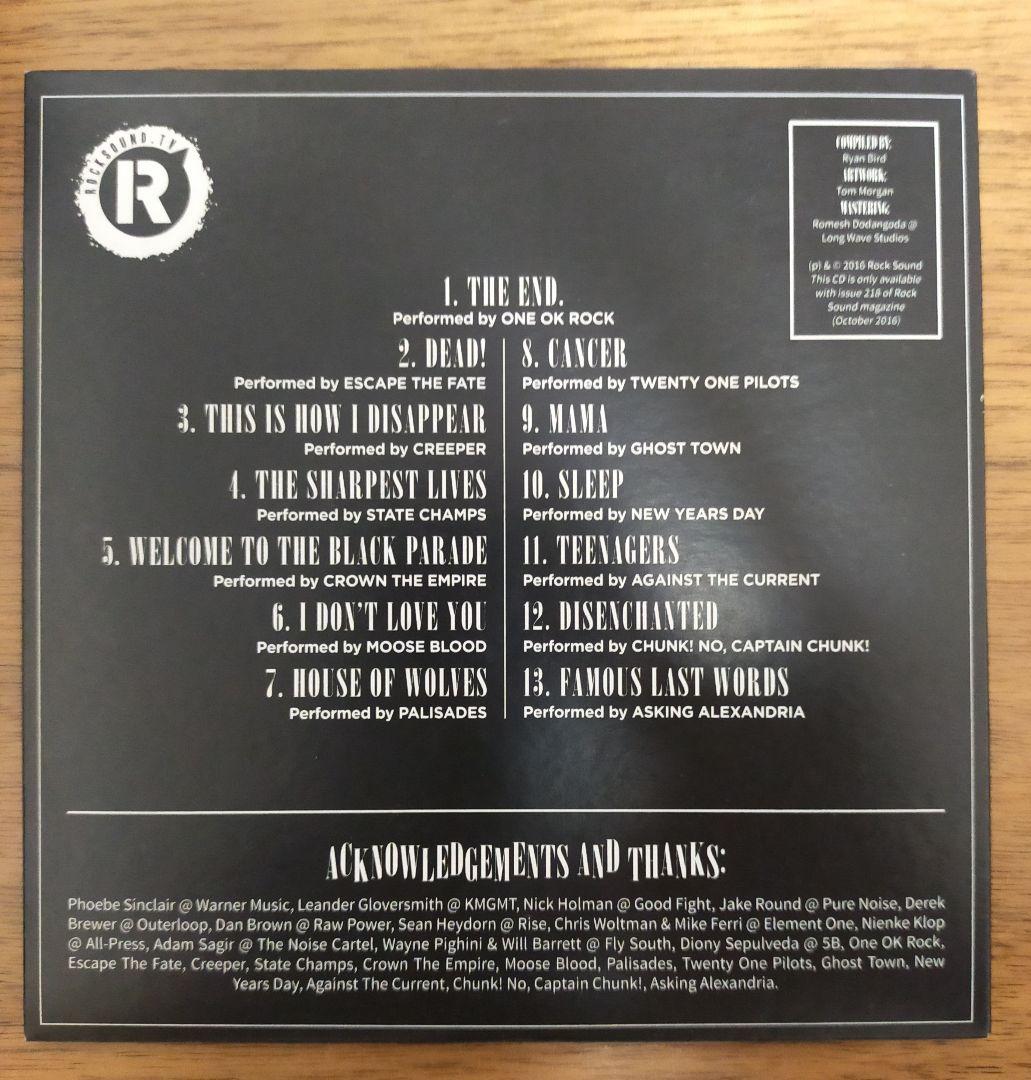 ROCKSOUND.TV
R
COMPILED BY:
Ryan Bird
ARTWORK:
Tom Morgan
MASTERING:
Romesh Dodangoda @
Long Wave Studios
(p) & © 2016 Rock Sound
This CD is only available
with issue 218 of Rock
Sound magazine
(October 2016)
1. THE END.
Performed by ONE OK ROCK
2. DEAD!
Performed by ESCAPE THE FATE
3. THIS IS HOW I DISAPPEAR
Performed by CREEPER
4. THE SHARPEST LIVES
Performed by STATE CHAMPS
5. WELCOME TO THE BLACK PARADE
Performed by CROWN THE EMPIRE
6. I DON'T LOVE YOU
Performed by MOOSE BLOOD
7. HOUSE OF WOLVES
Performed by PALISADES
8. CANCER
Performed by TWENTY ONE PILOTS
9. MAMA
Performed by GHOST TOWN
10. SLEEP
Performed by NEW YEARS DAY
11. TEENAGERS
Performed by AGAINST THE CURRENT
12. DISENCHANTED
Performed by CHUNK! NO, CAPTAIN CHUNK!
13. FAMOUS LAST WORDS
Performed by ASKING ALEXANDRIA
ACKNOWLEDGEMENTS AND THANKS:
Phoebe Sinclair @ Warner Music, Leander Gloversmith @ KMGMT, Nick Holman @ Good Fight, Jake Round @ Pure Noise, Derek
Brewer @ Outerloop, Dan Brown @ Raw Power, Sean Heydorn @ Rise, Chris Woltman & Mike Ferri @ Element One, Nienke Klop
@ All-Press, Adam Sagir @ The Noise Cartel, Wayne Pighini & Will Barrett @ Fly South, Diony Sepulveda @ 5B, One OK Rock,
Escape The Fate, Creeper, State Champs, Crown The Empire, Moose Blood, Palisades, Twenty One Pilots, Ghost Town, New
Years Day, Against The Current, Chunk! No, Captain Chunk!, Asking Alexandria.